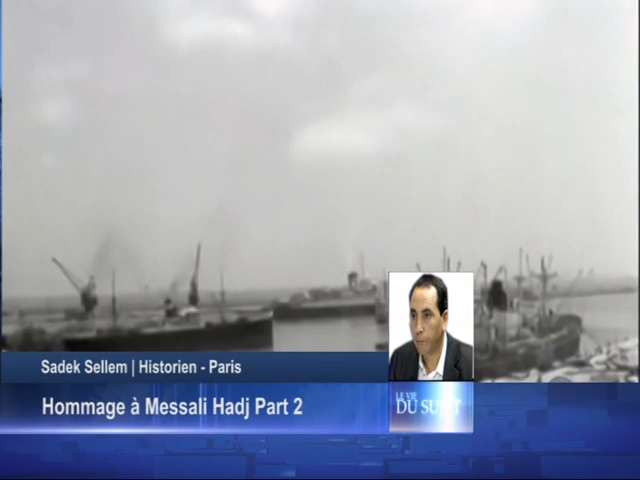 Sadek Sellem | Historien - Paris
Hommage à Messali Hadj Part 2
LE VIF
DU SUJET